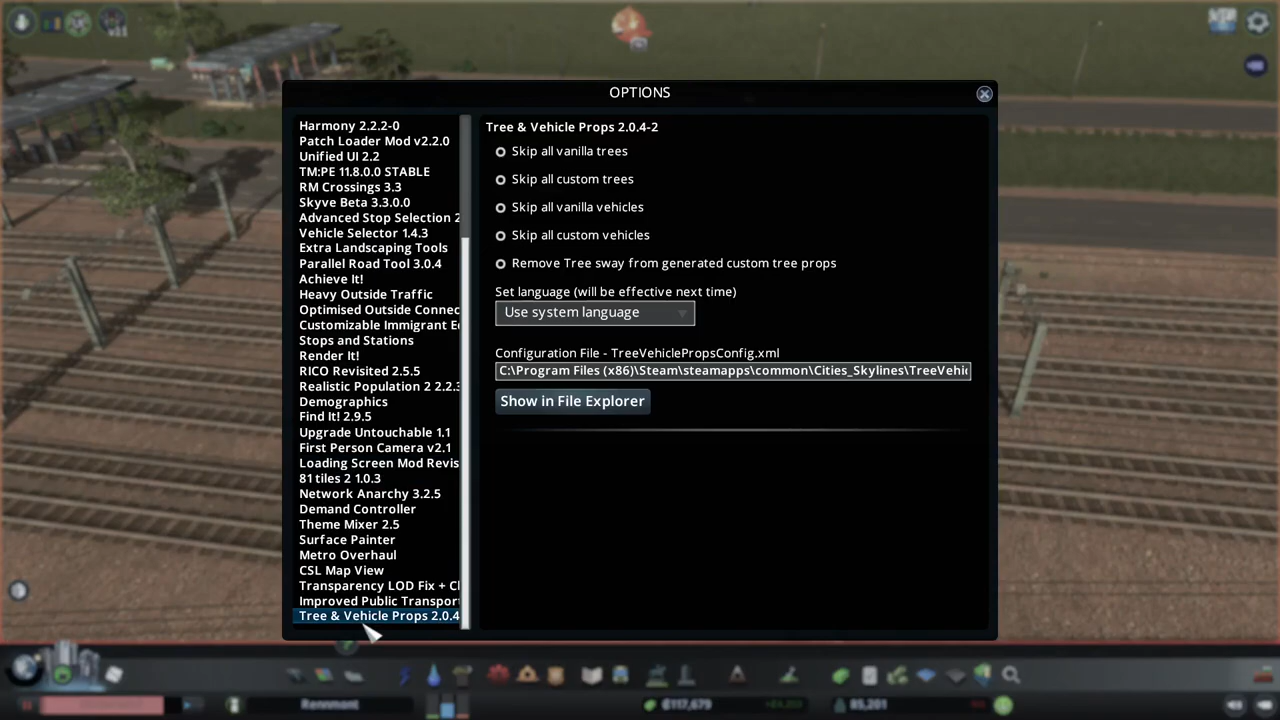 OPTIONS
Harmony 2.2.2-0
Patch Loader Mod v2.2.0
Unified UI 2.2
TM:PE 11.8.0.0 STABLE
RM Crossings 3.3
Skyve Beta 3.3.0.0
Advanced Stop Selection 2
Vehicle Selector 1.4.3
Extra Landscaping Tools
Parallel Road Tool 3.0.4
Achieve It!
Heavy Outside Traffic
Optimised Outside Connec
Customizable Immigrant E
Stops and Stations
Render It!
RICO Revisited 2.5.5
Realistic Population 2 2.2.3
Demographics
Find It! 2.9.5
Upgrade Untouchable 1.1
First Person Camera v2.1
Loading Screen Mod Revis
81 tiles 2 1.0.3
Network Anarchy 3.2.5
Demand Controller
Theme Mixer 2.5
Surface Painter
Metro Overhaul
CSL Map View
Transparency LOD Fix + Cl
Improved Public Transpor
Tree & Vehicle Props 2.0.4
Tree & Vehicle Props 2.0.4-2
Skip all vanilla trees
Skip all custom trees
Skip all vanilla vehicles
Skip all custom vehicles
Remove Tree sway from generated custom tree props
Set language (will be effective next time)
Use system language
Configuration File - TreeVehiclePropsConfig.xml
C:\Program Files (x86)\Steam\steamapps\common\Cities_Skylines\TreeVehic
Show in File Explorer
Rennmont
₡117,679
85,201